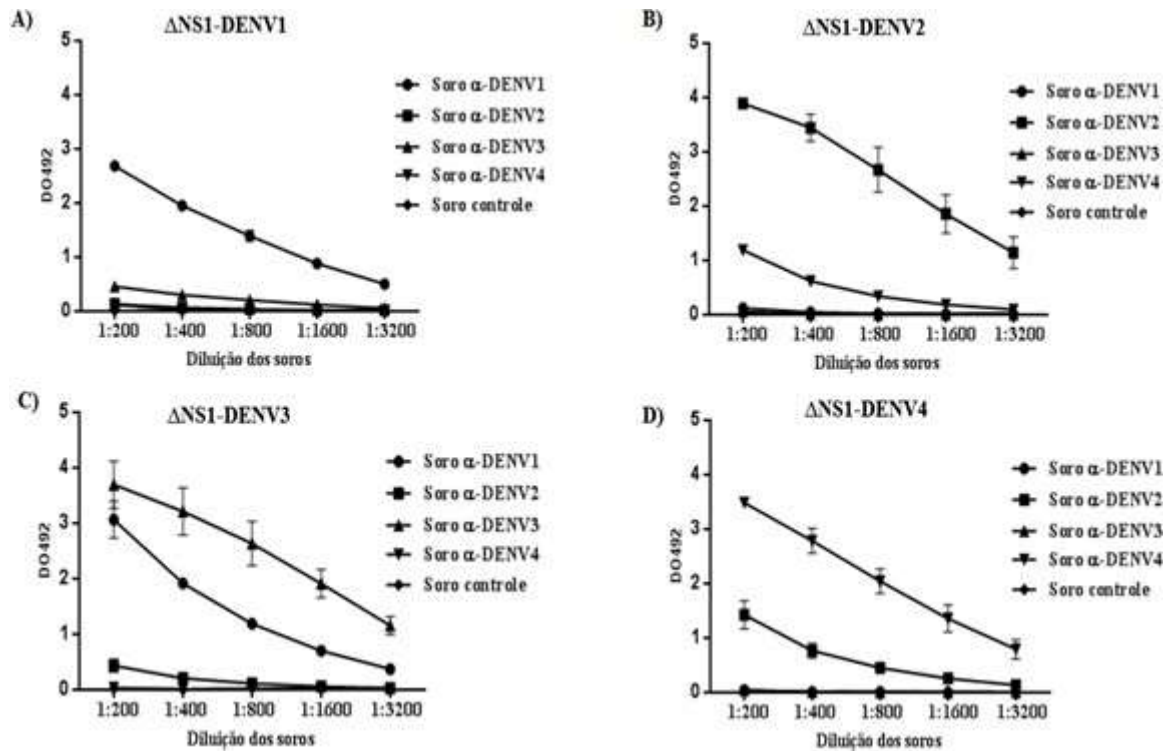 A)
ΔNS1-DENV1
5
4
3
2
1
0
DO492
1:200 1:400 1:800 1:1600 1:3200
Diluição dos soros
Soro α-DENV1
Soro α-DENV2
Soro α-DENV3
Soro α-DENV4
Soro controle
B)
ΔNS1-DENV2
5
4
3
2
1
0
DO492
1:200 1:400 1:800 1:1600 1:3200
Diluição dos soros
Soro α-DENV1
Soro α-DENV2
Soro α-DENV3
Soro α-DENV4
Soro controle
C)
ΔNS1-DENV3
5
4
3
2
1
0
DO492
1:200 1:400 1:800 1:1600 1:3200
Diluição dos soros
Soro α-DENV1
Soro α-DENV2
Soro α-DENV3
Soro α-DENV4
Soro controle
D)
ΔNS1-DENV4
5
4
3
2
1
0
DO492
1:200 1:400 1:800 1:1600 1:3200
Diluição dos soros
Soro α-DENV1
Soro α-DENV2
Soro α-DENV3
Soro α-DENV4
Soro controle